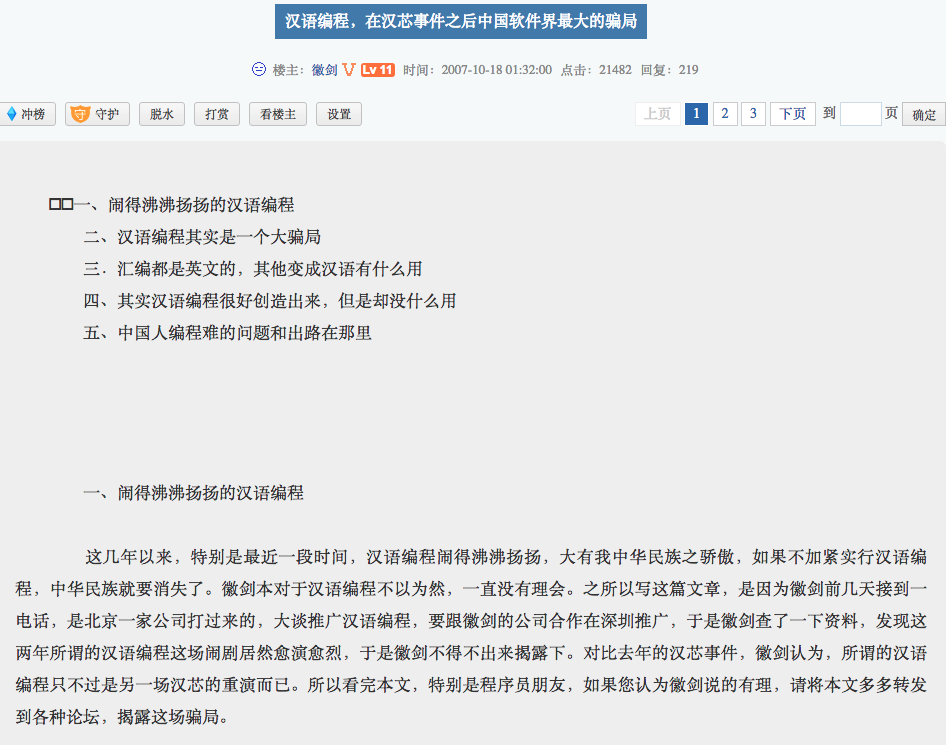 汉语编程，在汉芯事件之后中国软件界最大的骗局
楼主：徽剑 V Lv 11 时间：2007-10-18 01:32:00 点击：21482 回复：219
冲榜 守 守护 脱水 打赏 看楼主 设置 上页 1 2 3 下页 到 页 确定
□□一、闹得沸沸扬扬的汉语编程
二、汉语编程其实是一个大骗局
三．汇编都是英文的，其他变成汉语有什么用
四、其实汉语编程很好创造出来，但是却没什么用
五、中国人编程难的问题和出路在那里
一、闹得沸沸扬扬的汉语编程
这几年以来，特别是最近一段时间，汉语编程闹得沸沸扬扬，大有我中华民族之骄傲，如果不加紧实行汉语编
程，中华民族就要消失了。徽剑本对于汉语编程不以为然，一直没有理会。之所以写这篇文章，是因为徽剑前几天接到一
电话，是北京一家公司打过来的，大谈推广汉语编程，要跟徽剑的公司合作在深圳推广，于是徽剑查了一下资料，发现这
两年所谓的汉语编程这场闹剧居然愈演愈烈，于是徽剑不得不出来揭露下。对比去年的汉芯事件，徽剑认为，所谓的汉语
编程只不过是另一场汉芯的重演而已。所以看完本文，特别是程序员朋友，如果您认为徽剑说的有理，请将本文多多转发
到各种论坛，揭露这场骗局。